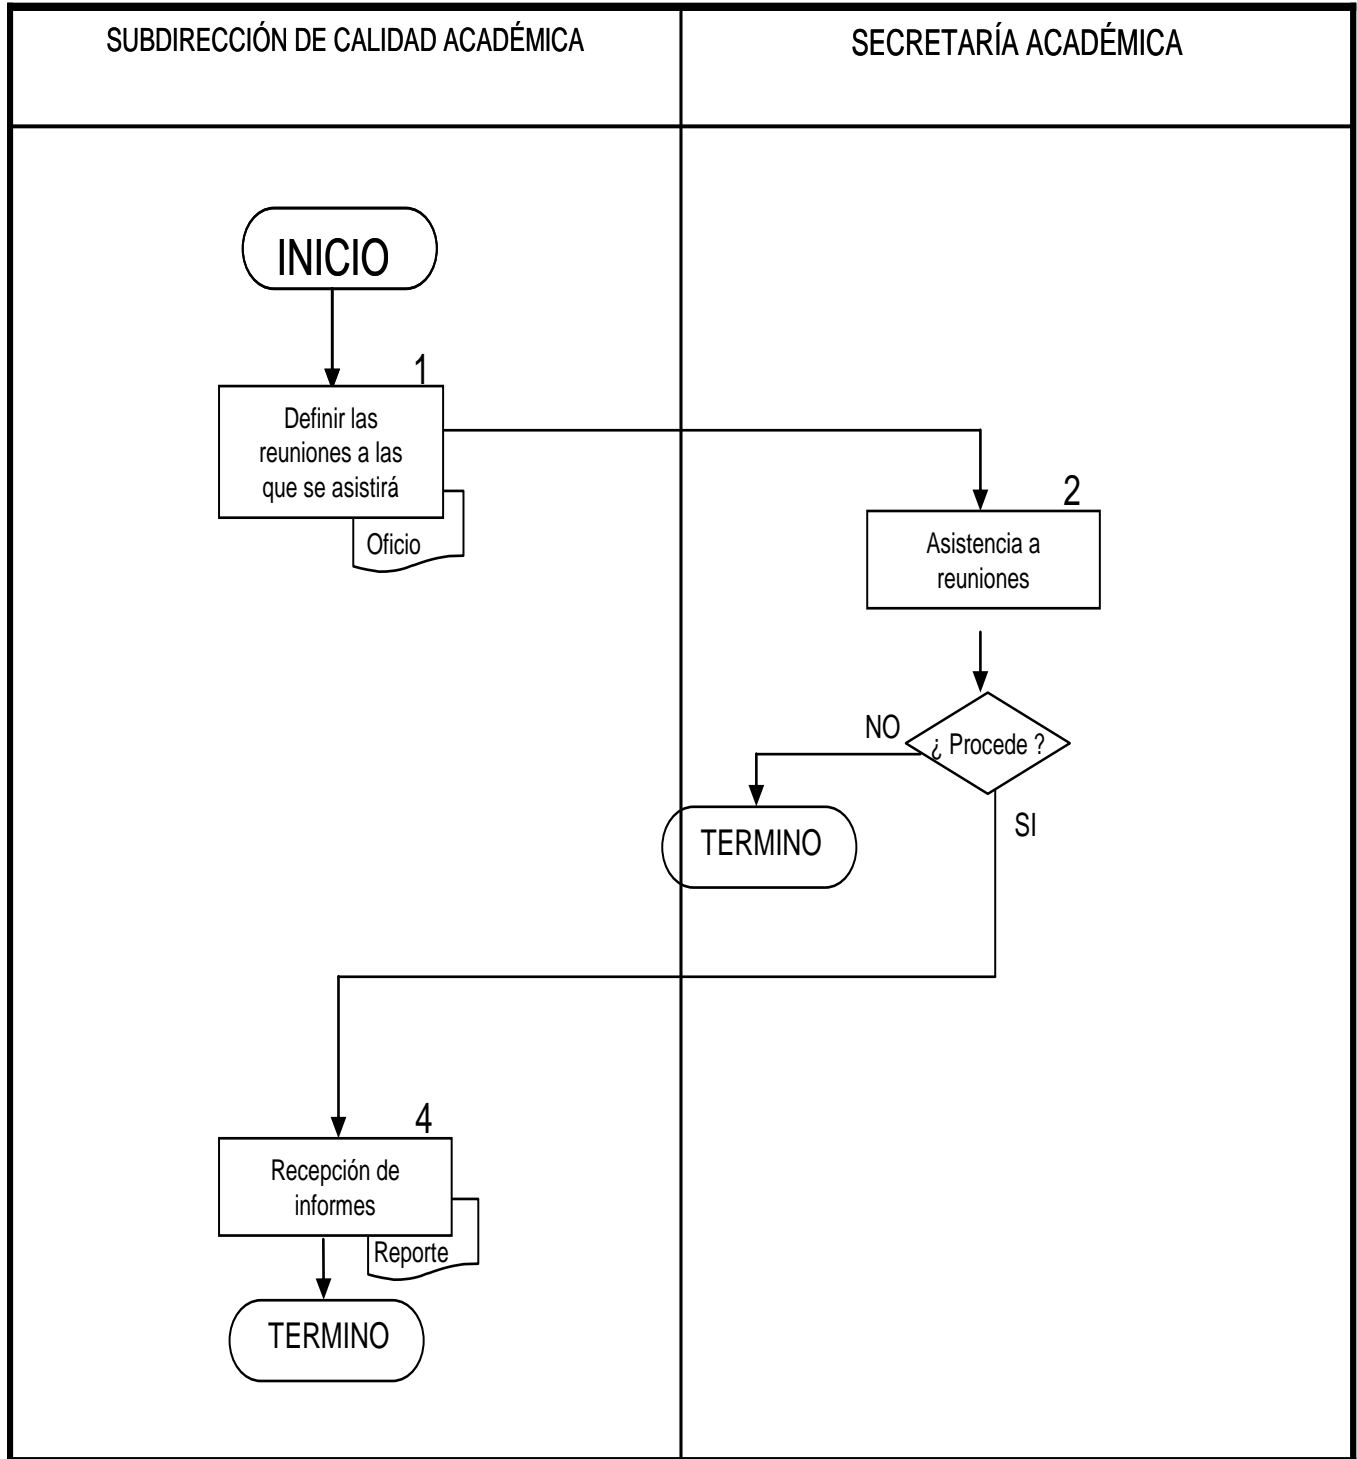 SUBDIRECCIÓN DE CALIDAD ACADÉMICA
SECRETARÍA ACADÉMICA
INICIO
1
Definir las
reuniones a las
que se asistirá
Oficio
2
Asistencia a
reuniones
NO
¿ Procede ?
SI
TERMINO
4
Recepción de
informes
Reporte
TERMINO